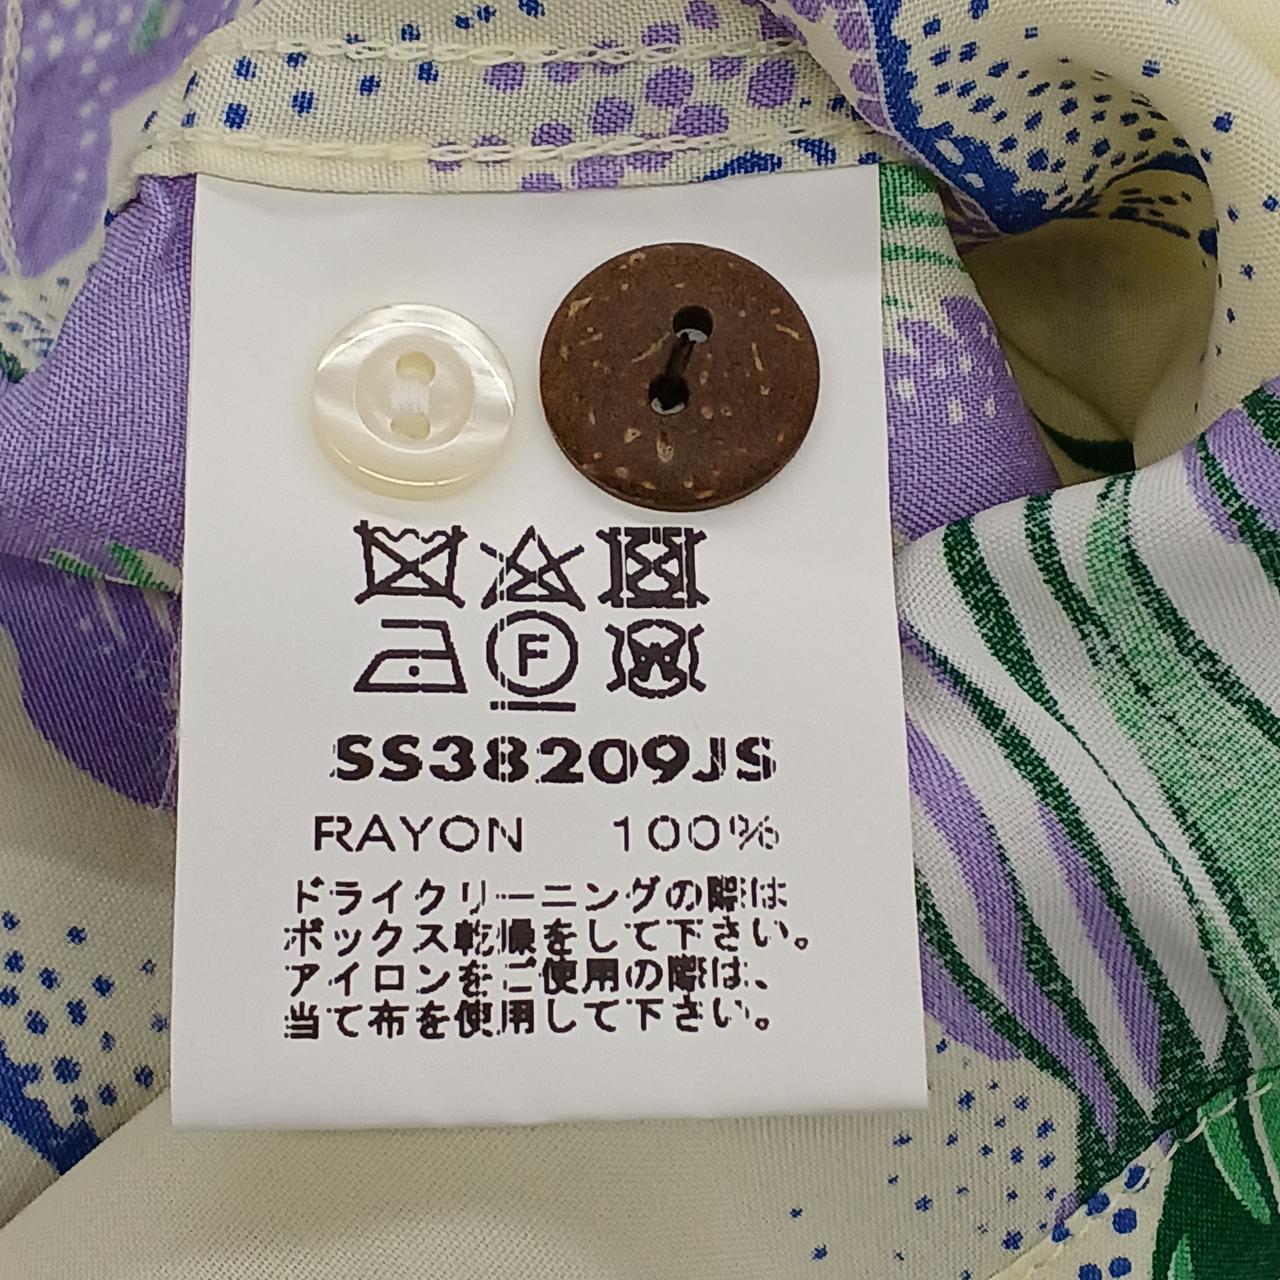 F
SS38209JS
RAYON 100%
ドライクリーニングの際は
ボックス乾燥をして下さい。
アイロンをご使用の際は、
当て布を使用して下さい。